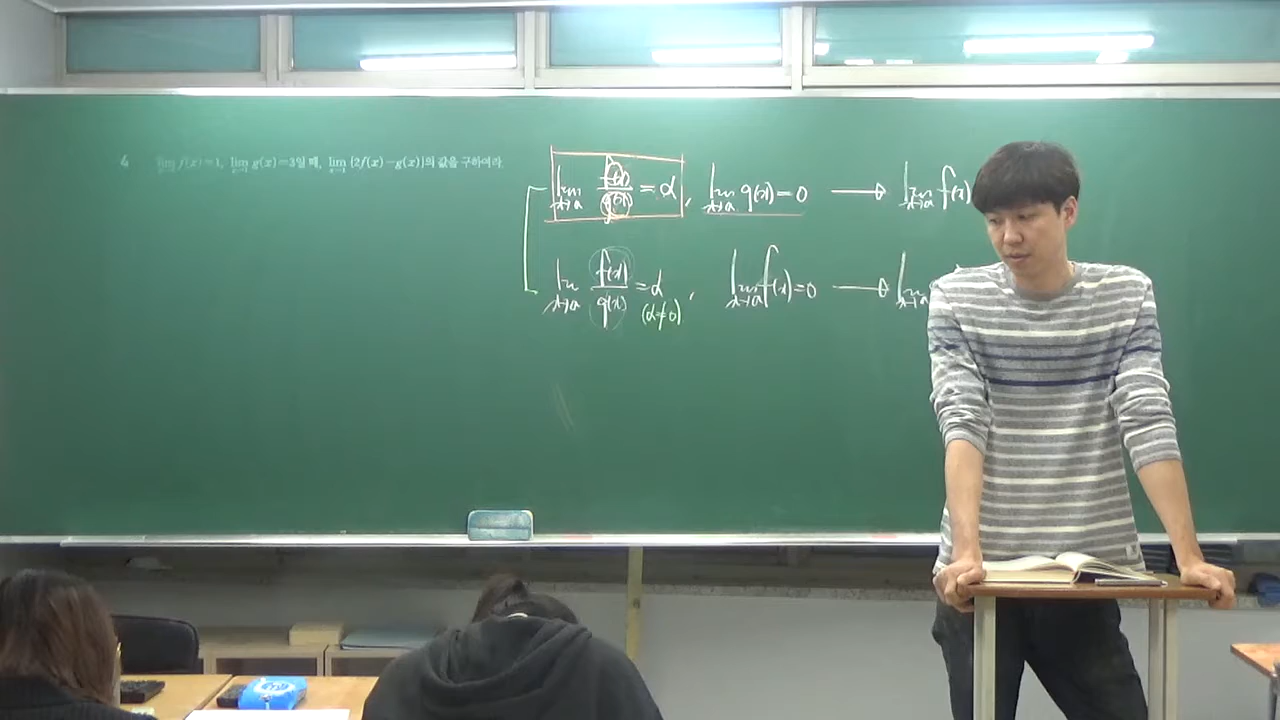 4 lim f(x)=1, lim g(x)=3일 때, lim {2f(x)-g(x)}의 값을 구하여라.
lim x→a f(x)/g(x) = α, lim x→a g(x)=0 → lim x→a f(x)
lim x→a f(x)/g(x) = α, lim x→a f(x)=0 → lim x→a
(α≠0)